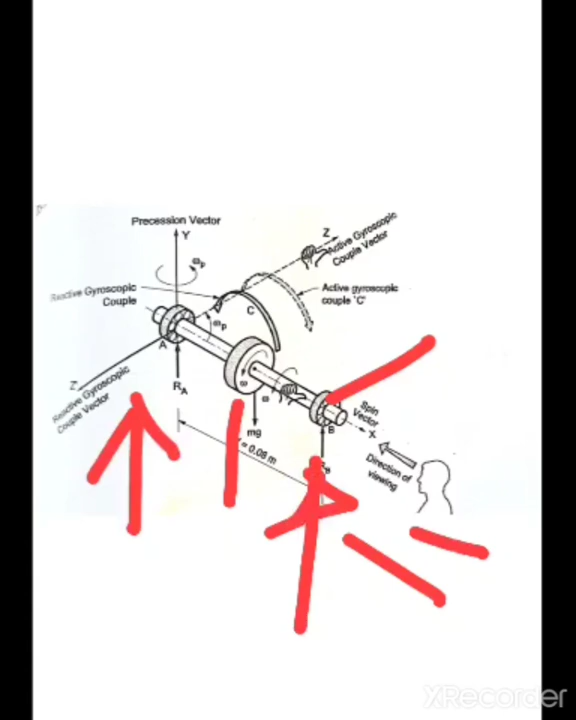 Precession Vector
Y
ωp
Z
Active Gyroscopic
Couple Vector
Reactive Gyroscopic
Couple
C
Active gyroscopic
couple 'C'
ωp
A
Z'
Reactive Gyroscopic
Couple Vector
RA
ω
ω
mg
= 0.08 m
B
Spin
Vector
X
Direction of
viewing
XRecorder